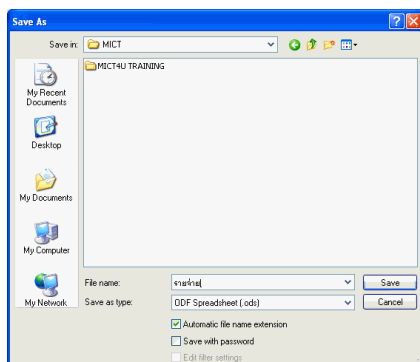 Save As
Save in: MICT
MICT4U TRAINING
My Recent
Documents
Desktop
My Documents
My Computer
My Network
File name: รายจ่าย
Save
Save as type: ODF Spreadsheet (.ods)
Cancel
Automatic file name extension
Save with password
Edit filter settings